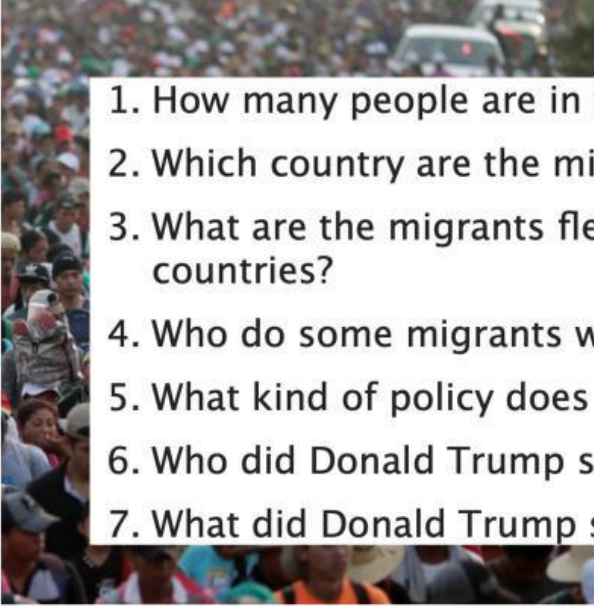 1. How many people are in
2. Which country are the mi
3. What are the migrants fle
countries?
4. Who do some migrants w
5. What kind of policy does
6. Who did Donald Trump s
7. What did Donald Trump s